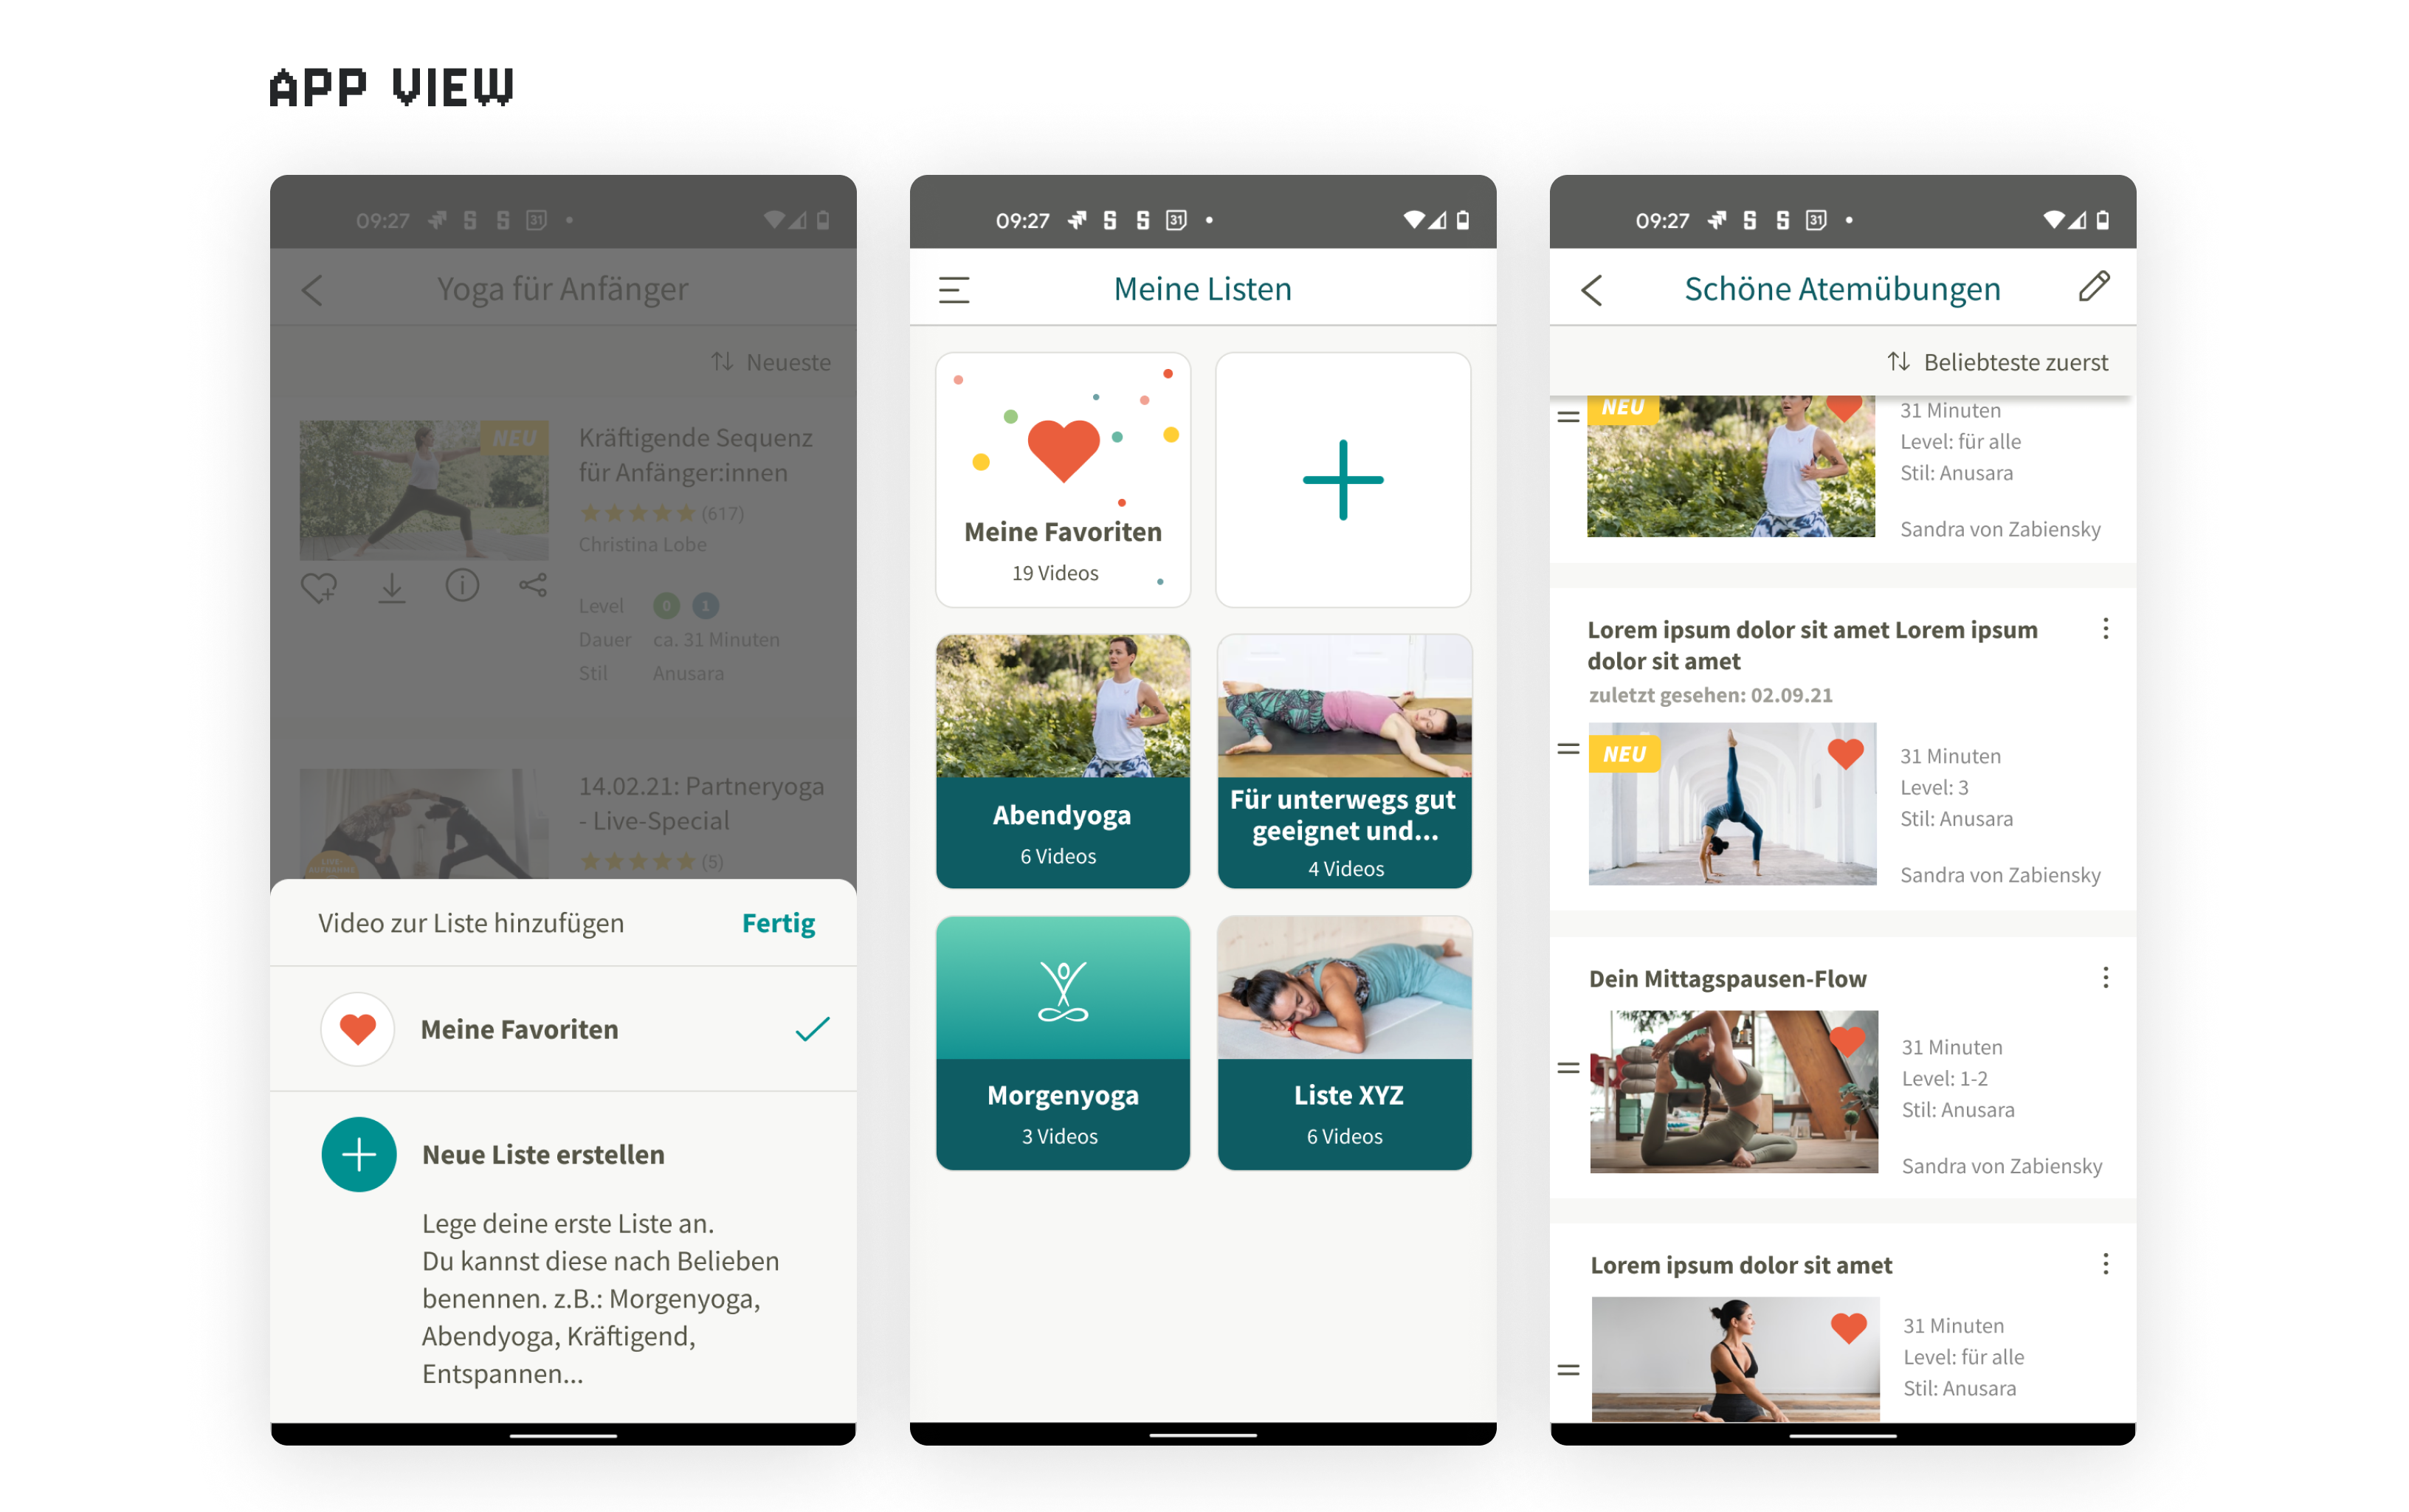 APP VIEW
09:27 S S 31
Yoga für Anfänger
Neueste
NEU
Kräftigende Sequenz
für Anfänger:innen
(617)
Christina Lobe
Level 0 1
Dauer ca. 31 Minuten
Stil Anusara
14.02.21: Partneryoga
- Live-Special
(5)
Video zur Liste hinzufügen Fertig
Meine Favoriten
Neue Liste erstellen
Lege deine erste Liste an.
Du kannst diese nach Belieben
benennen. z.B.: Morgenyoga,
Abendyoga, Kräftigend,
Entspannen...
09:27 S S 31
Meine Listen
Meine Favoriten
19 Videos
Abendyoga
6 Videos
Für unterwegs gut
geeignet und...
4 Videos
Morgenyoga
3 Videos
Liste XYZ
6 Videos
09:27 S S 31
Schöne Atemübungen
Beliebteste zuerst
NEU
31 Minuten
Level: für alle
Stil: Anusara
Sandra von Zabiensky
Lorem ipsum dolor sit amet Lorem ipsum
dolor sit amet
zuletzt gesehen: 02.09.21
NEU
31 Minuten
Level: 3
Stil: Anusara
Sandra von Zabiensky
Dein Mittagspausen-Flow
31 Minuten
Level: 1-2
Stil: Anusara
Sandra von Zabiensky
Lorem ipsum dolor sit amet
31 Minuten
Level: für alle
Stil: Anusara